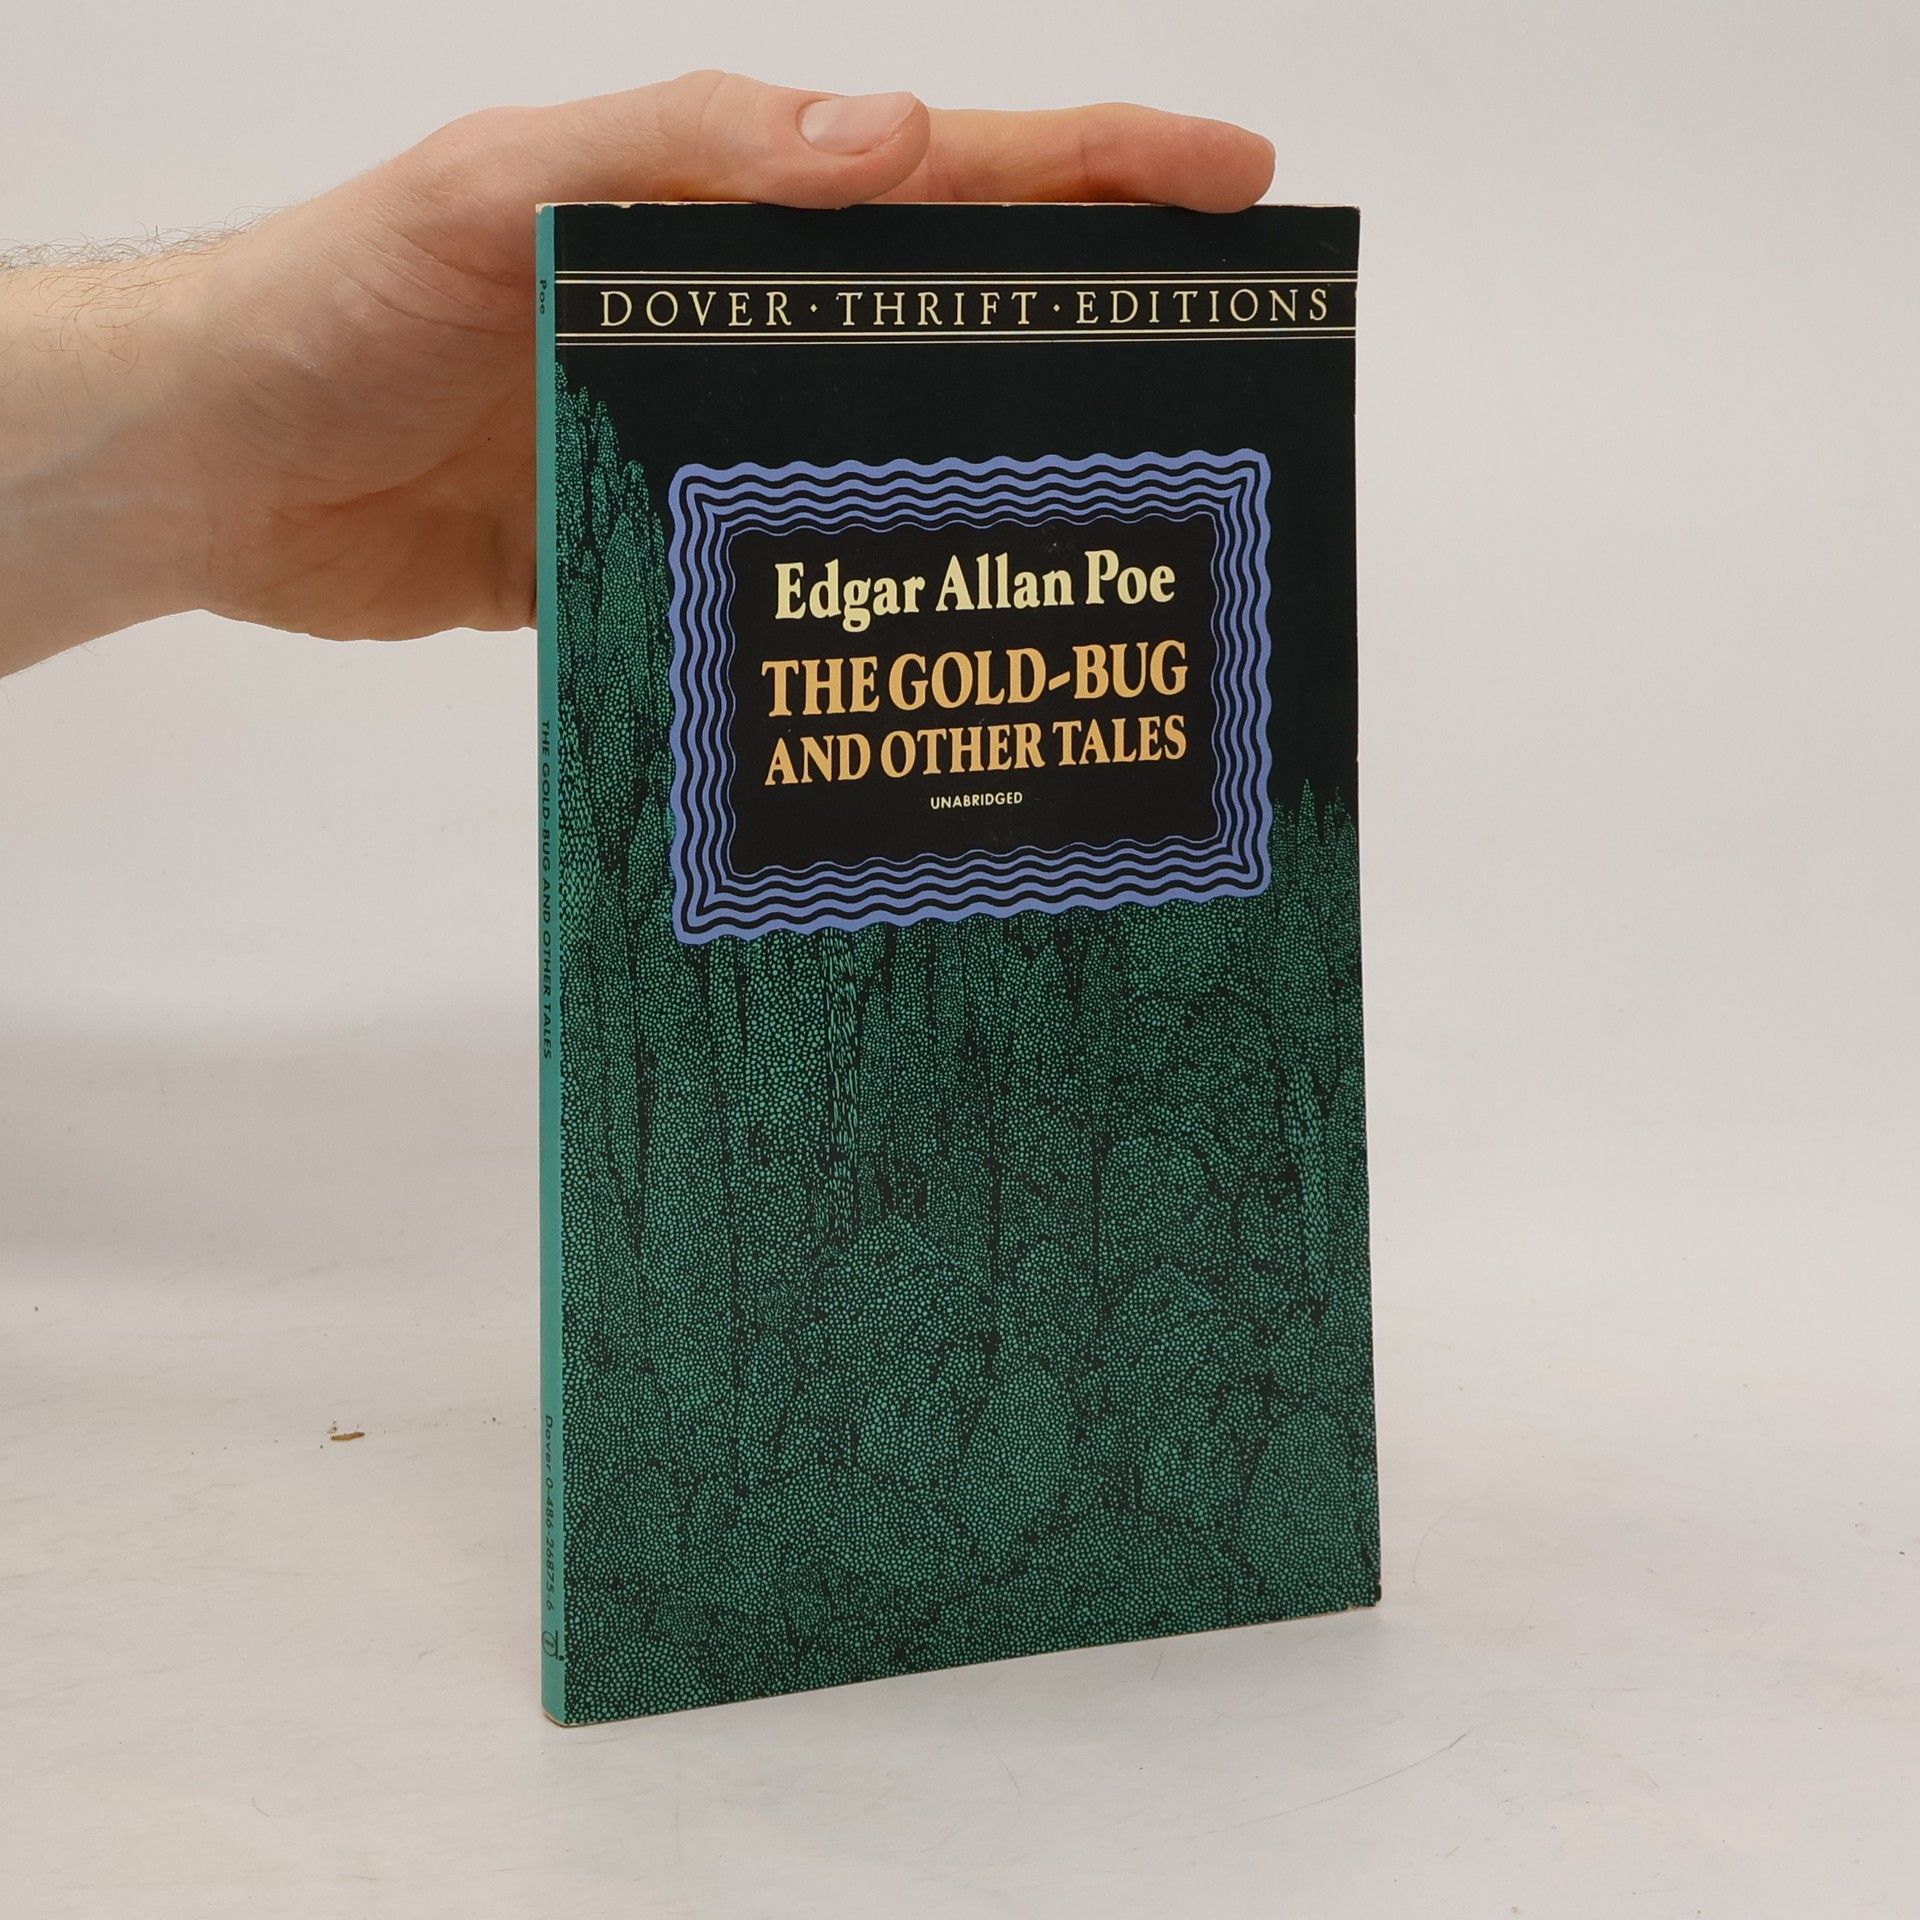 DOVER · THRIFT · EDITIONS
Edgar Allan Poe
THE GOLD-BUG
AND OTHER TALES
UNABRIDGED
Poe
THE GOLD-BUG AND OTHER TALES
Dover 0-486-26875-6